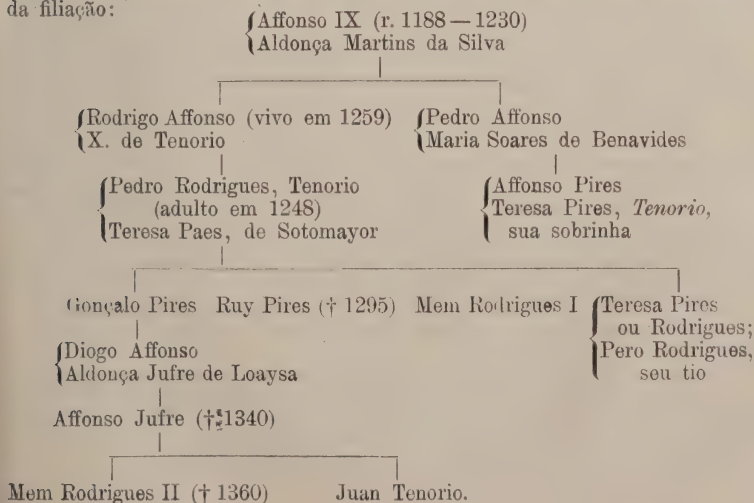 da filiação:
Affonso IX (r. 1188—1230)
Aldonça Martins da Silva
Rodrigo Affonso (vivo em 1259)
X. de Tenorio
Pedro Affonso
Maria Soares de Benavides
Pedro Rodrigues, Tenorio
(adulto em 1248)
Teresa Paes, de Sotomayor
Affonso Pires
Teresa Pires, Tenorio,
sua sobrinha
Gonçalo Pires Ruy Pires († 1295) Mem Rodrigues I
Teresa Pires
ou Rodrigues;
Pero Rodrigues,
seu tio
Diogo Affonso
Aldonça Jufre de Loaysa
Affonso Jufre († 1340)
Mem Rodrigues II († 1360) Juan Tenorio.